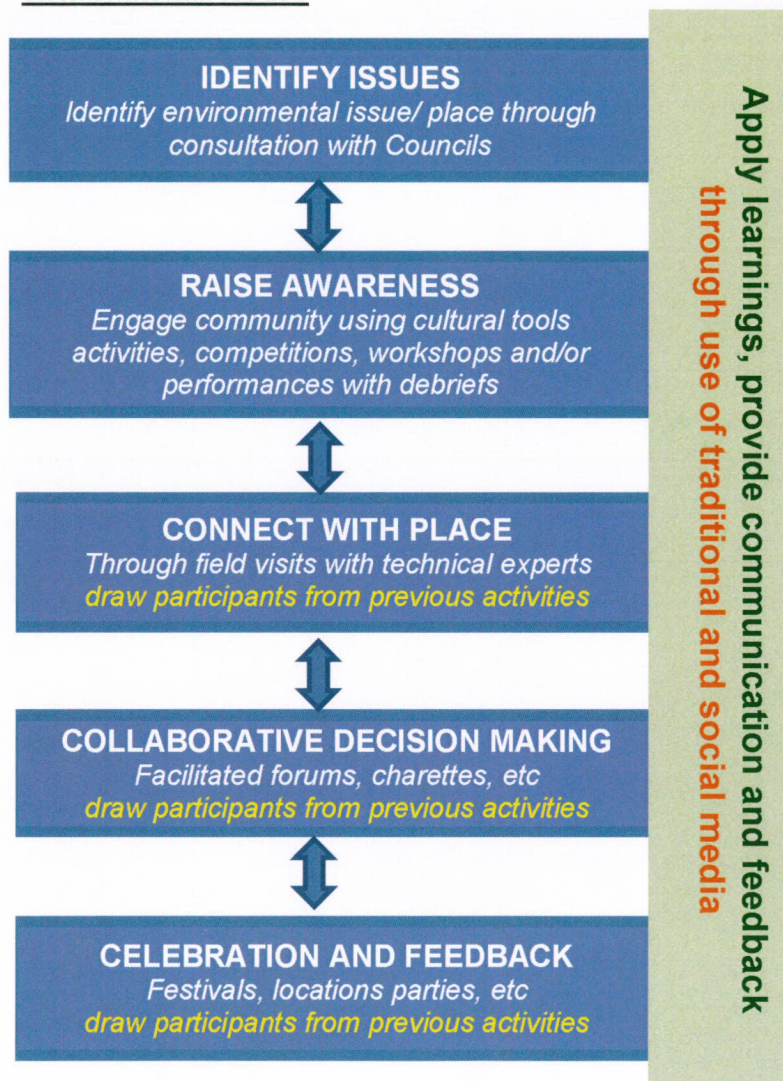 IDENTIFY ISSUES
Identify environmental issue/ place through
consultation with Councils
RAISE AWARENESS
Engage community using cultural tools
activities, competitions, workshops and/or
performances with debriefs
CONNECT WITH PLACE
Through field visits with technical experts
draw participants from previous activities
COLLABORATIVE DECISION MAKING
Facilitated forums, charettes, etc
draw participants from previous activities
CELEBRATION AND FEEDBACK
Festivals, locations parties, etc
draw participants from previous activities
Apply learnings, provide communication and feedback
through use of traditional and social media